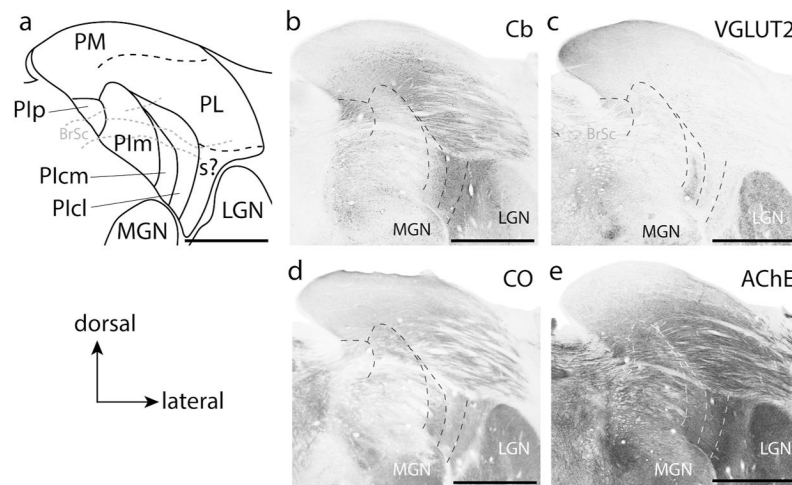 a
PM
PL
PIp
BrSc
PIm
PIcm
s?
PIcl
LGN
MGN
b
Cb
MGN
LGN
c
VGLUT2
BrSc
MGN
LGN
dorsal
lateral
d
CO
MGN
LGN
e
AChE
MGN
LGN